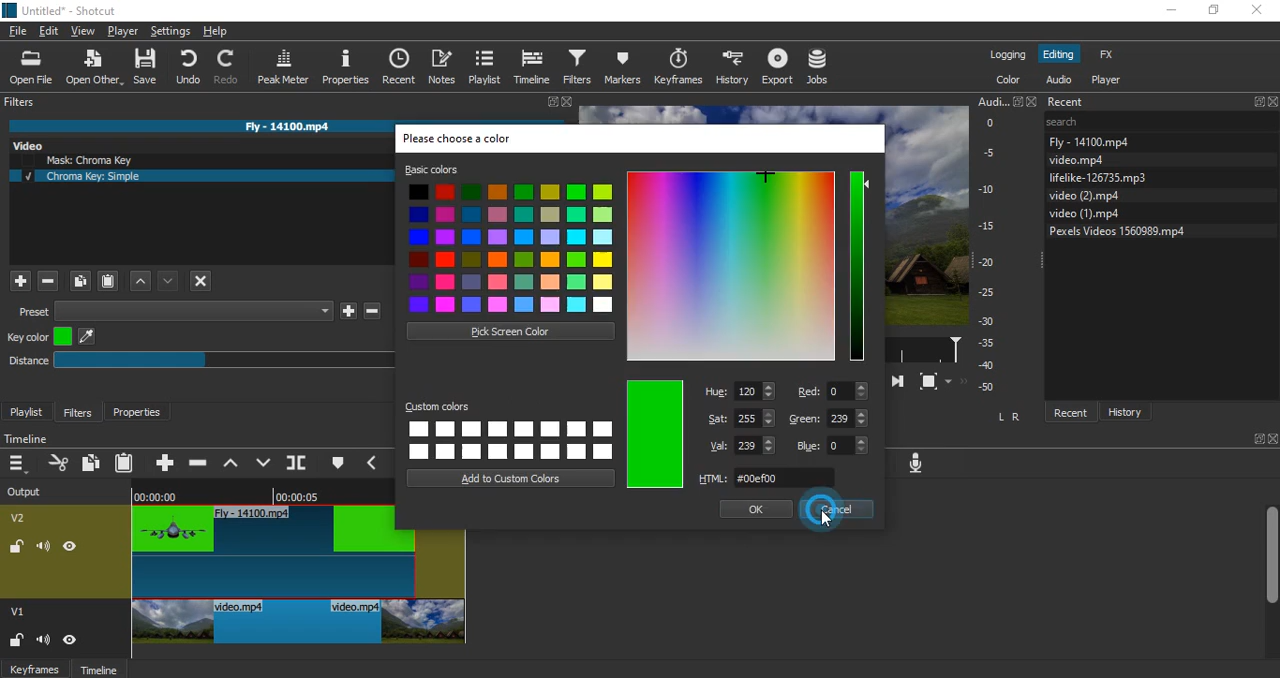 Untitled* - Shotcut
File Edit View Player Settings Help
Open File Open Other.. Save Undo Redo Peak Meter Properties Recent Notes Playlist Timeline Filters Markers Keyframes History Export Jobs
Logging Editing FX
Color Audio Player
Filters
Fly - 14100.mp4
Video
Mask: Chroma Key
Chroma Key: Simple
Preset
Key color
Distance
Playlist Filters Properties
Please choose a color
Basic colors
Pick Screen Color
Custom colors
Add to Custom Colors
Hue: 120 Red: 0
Sat: 255 Green: 239
Val: 239 Blue: 0
HTML: #00ef00
OK Cancel
Audi...
0
-5
-10
-15
-20
-25
-30
-35
-40
-50
L R
Recent
search
Fly - 14100.mp4
video.mp4
lifelike-126735.mp3
video (2).mp4
video (1).mp4
Pexels Videos 1560989.mp4
Recent History
Timeline
Output
00:00:00 00:00:05
V2
Fly - 14100.mp4
V1
video.mp4 video.mp4
Keyframes Timeline